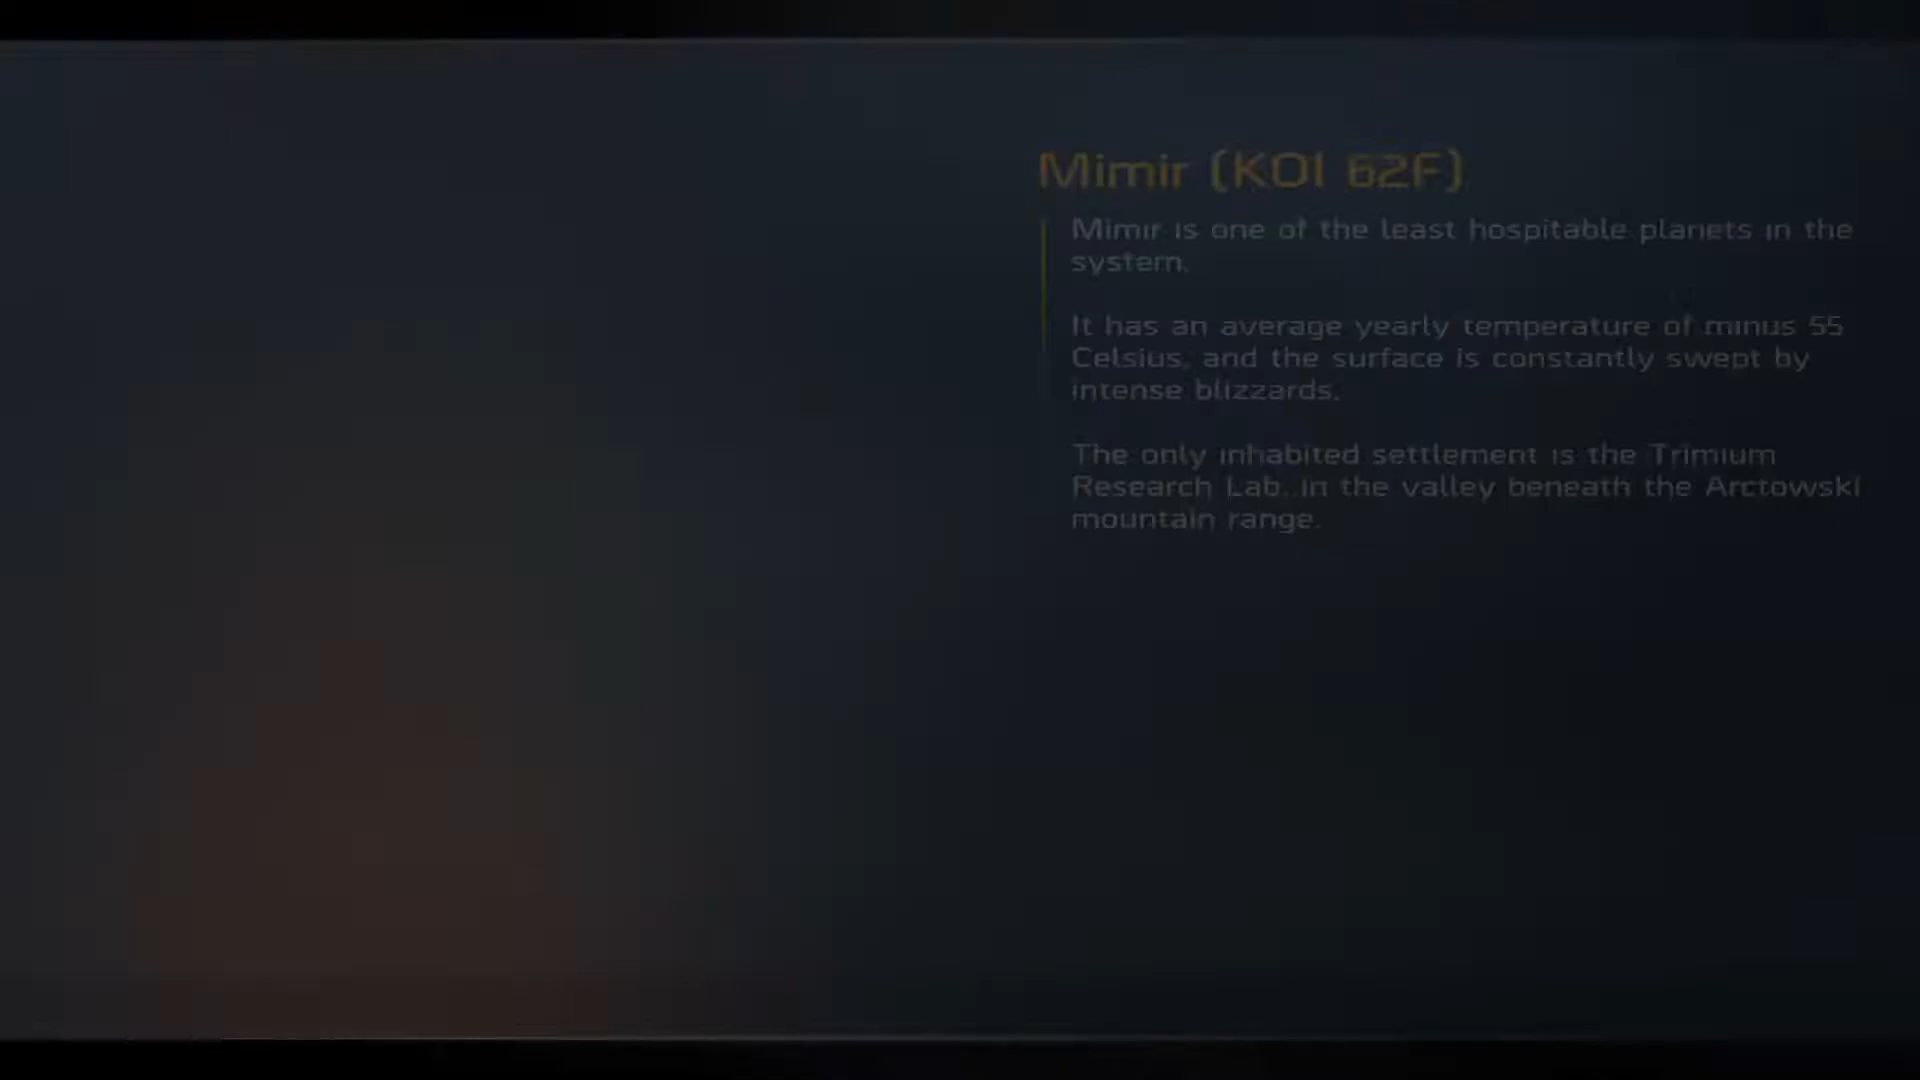 Mimir (KOI 62F)
Mimir is one of the least hospitable planets in the
system.
It has an average yearly temperature of minus 55
Celsius, and the surface is constantly swept by
intense blizzards.
The only inhabited settlement is the Trimium
Research Lab, in the valley beneath the Arctowski
mountain range.